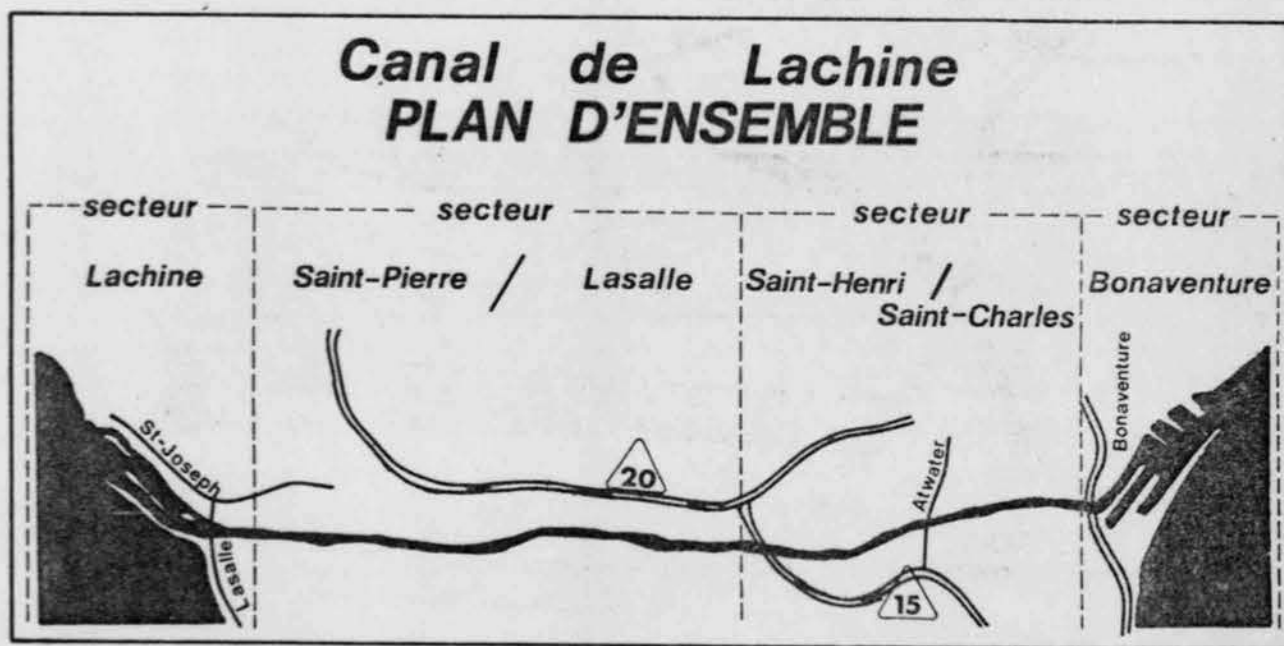 Canal de Lachine
PLAN D'ENSEMBLE
secteur secteur secteur secteur
Lachine Saint-Pierre / Lasalle Saint-Henri / Bonaventure
Saint-Charles
Bonaventure
St-Joseph
20
Atwater
Lasalle
15